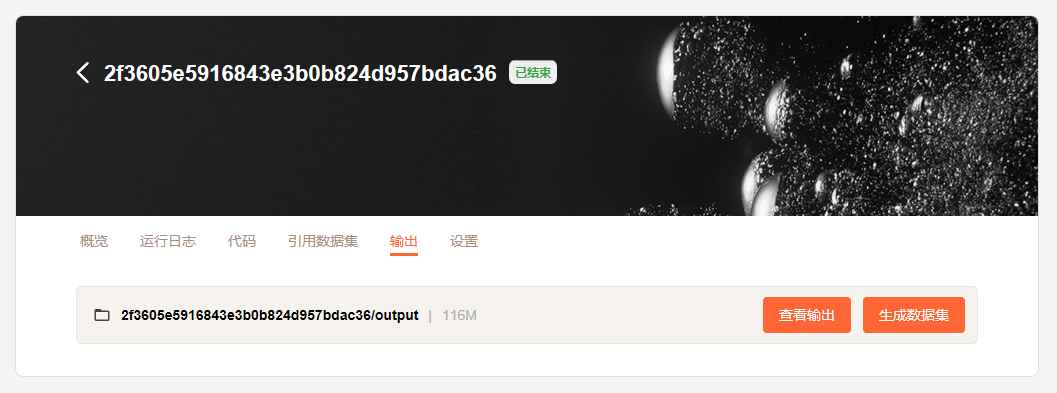 2f3605e5916843e3b0b824d957bdac36 已结束
概览 运行日志 代码 引用数据集 输出 设置
2f3605e5916843e3b0b824d957bdac36/output | 116M 查看输出 生成数据集